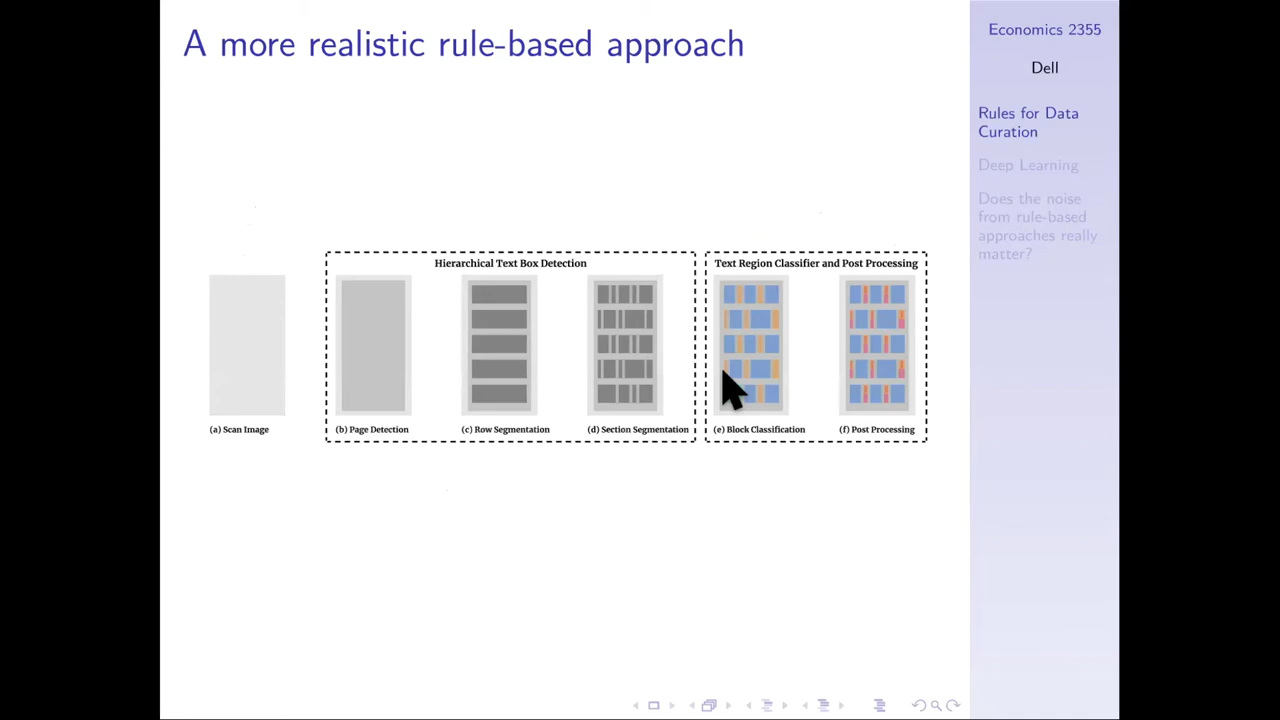 A more realistic rule-based approach
Hierarchical Text Box Detection
Text Region Classifier and Post Processing
(a) Scan Image
(b) Page Detection
(c) Row Segmentation
(d) Section Segmentation
(e) Block Classification
(f) Post Processing
Economics 2355
Dell
Rules for Data
Curation
Deep Learning
Does the noise
from rule-based
approaches really
matter?